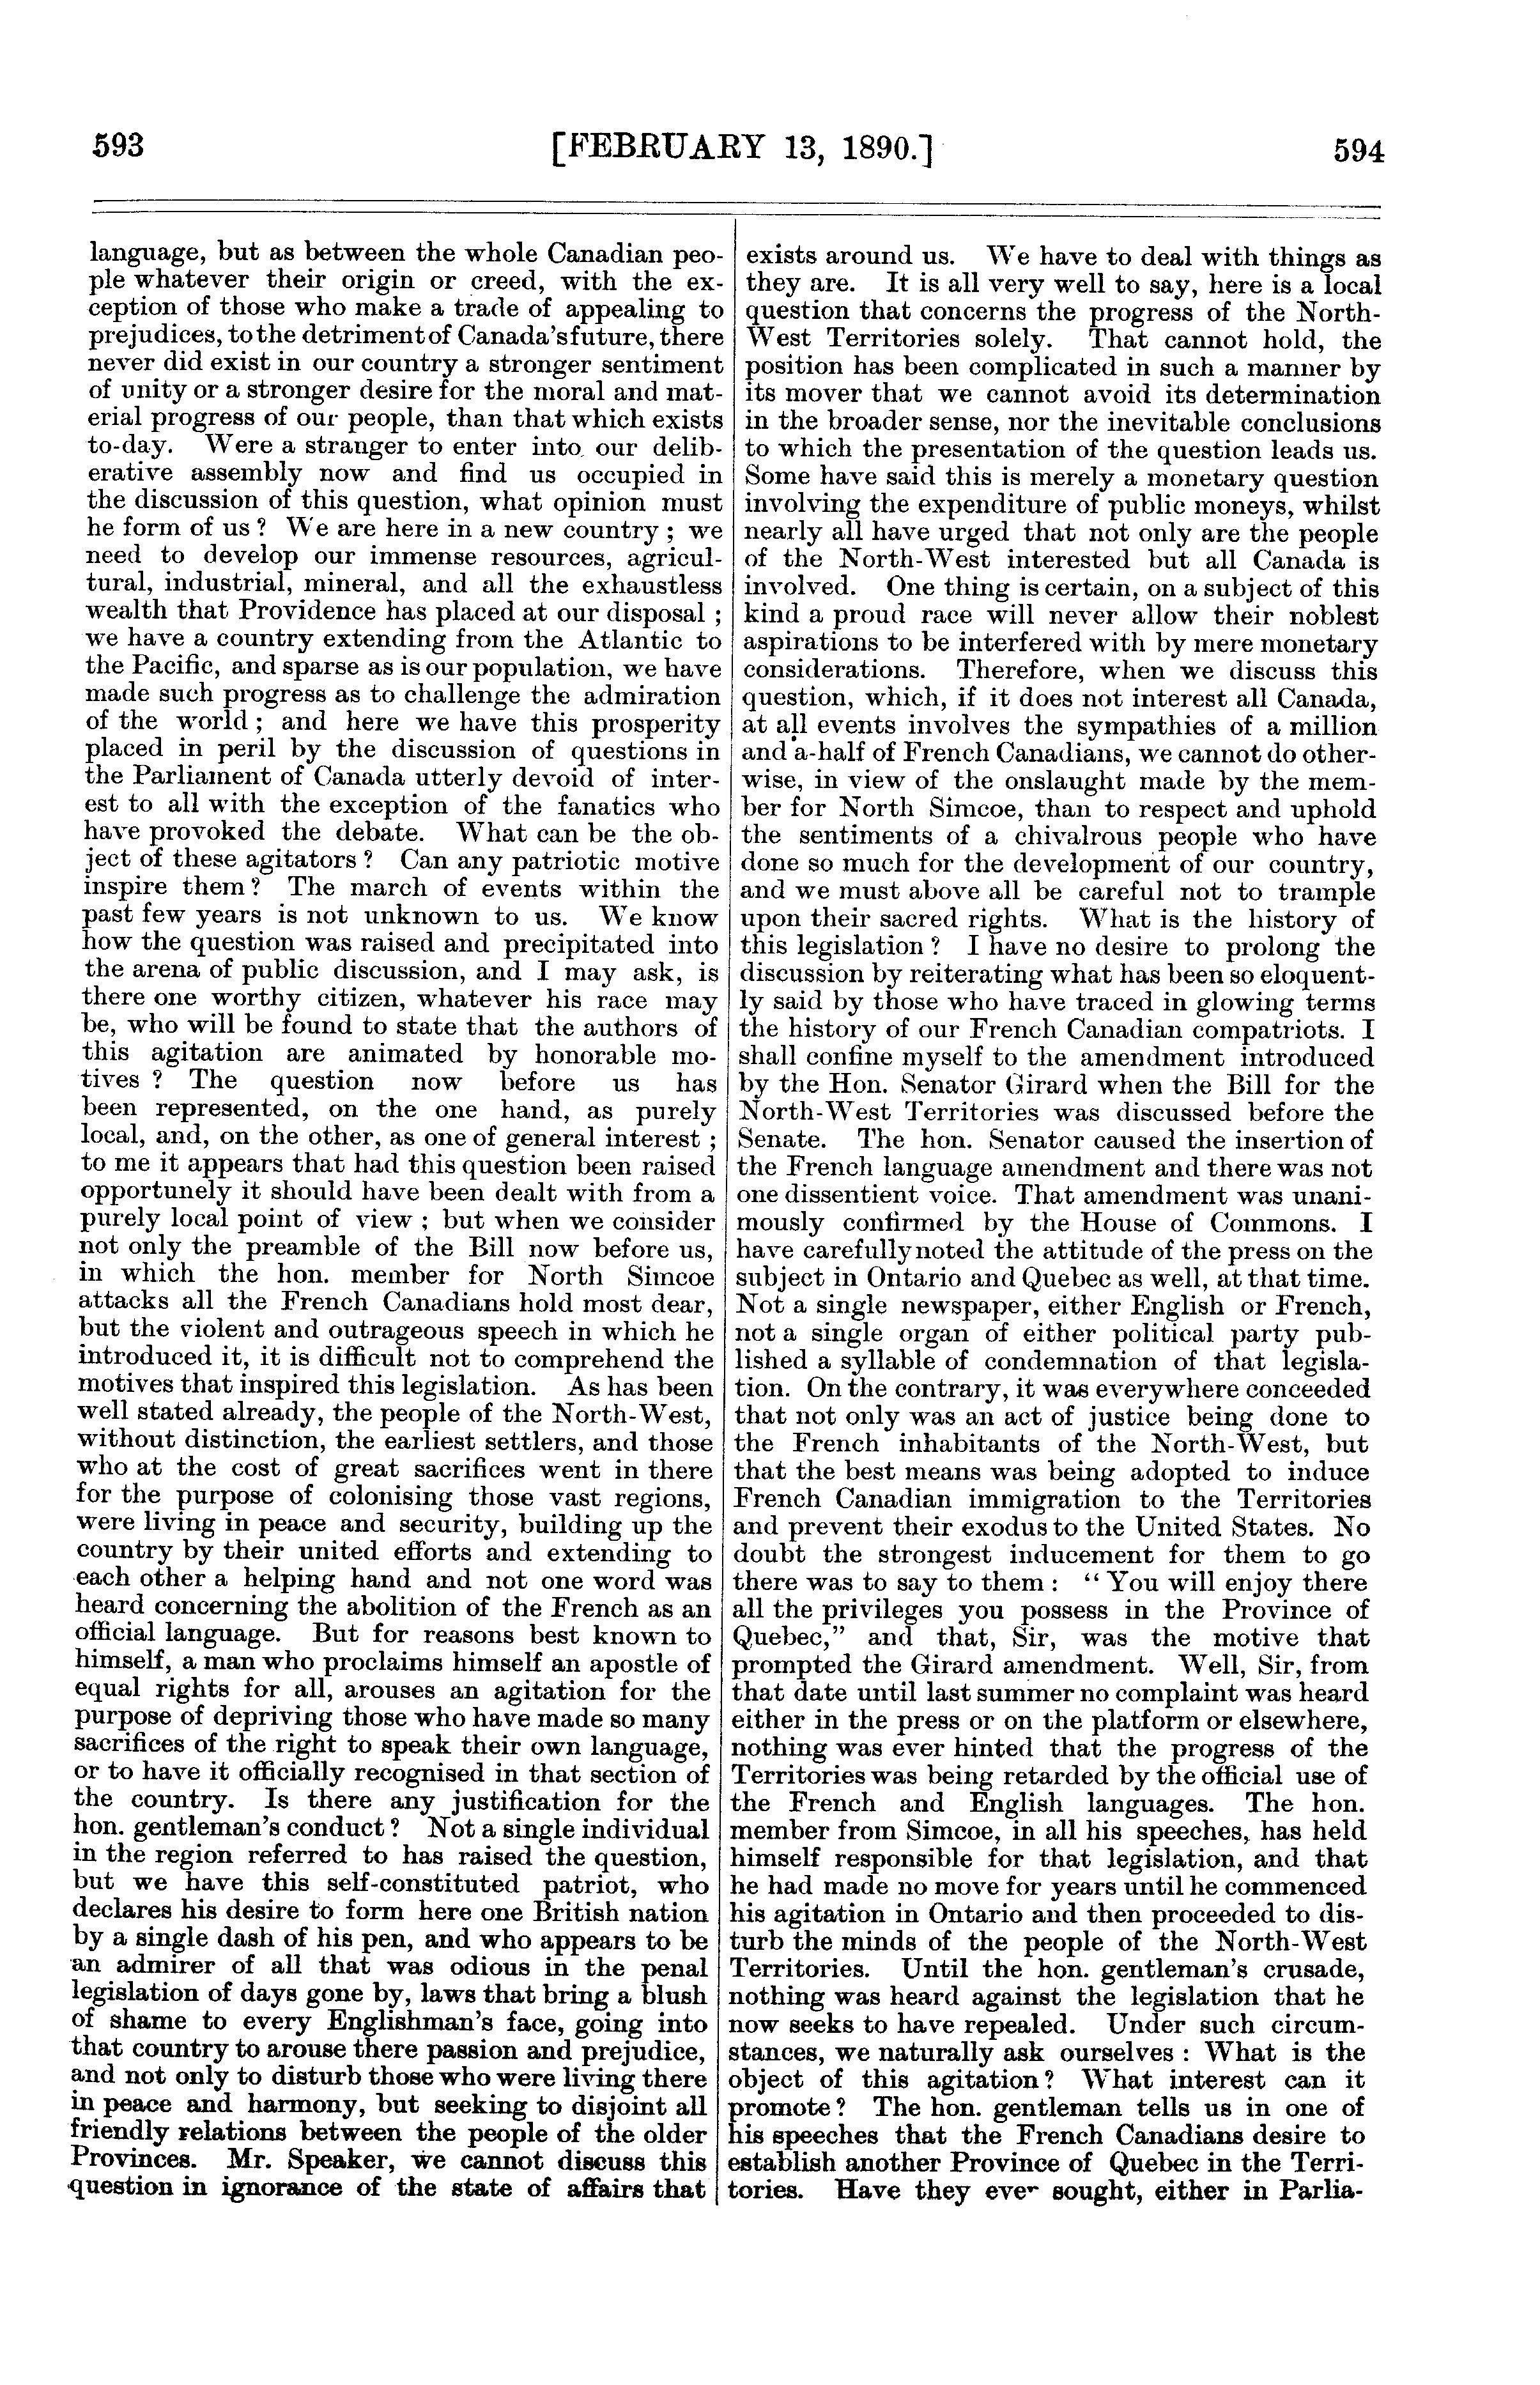 593 [FEBRUARY 13, 1890.] 594
language, but as between the whole Canadian peo-
ple whatever their origin or creed, with the ex-
ception of those who make a trade of appealing to
prejudices, to the detriment of Canada's future, there
never did exist in our country a stronger sentiment
of unity or a stronger desire for the moral and mat-
erial progress of our people, than that which exists
to-day. Were a stranger to enter into our delib-
erative assembly now and find us occupied in
the discussion of this question, what opinion must
he form of us ? We are here in a new country ; we
need to develop our immense resources, agricul-
tural, industrial, mineral, and all the exhaustless
wealth that Providence has placed at our disposal ;
we have a country extending from the Atlantic to
the Pacific, and sparse as is our population, we have
made such progress as to challenge the admiration
of the world ; and here we have this prosperity
placed in peril by the discussion of questions in
the Parliament of Canada utterly devoid of inter-
est to all with the exception of the fanatics who
have provoked the debate. What can be the ob-
ject of these agitators ? Can any patriotic motive
inspire them ? The march of events within the
past few years is not unknown to us. We know
how the question was raised and precipitated into
the arena of public discussion, and I may ask, is
there one worthy citizen, whatever his race may
be, who will be found to state that the authors of
this agitation are animated by honorable mo-
tives ? The question now before us has
been represented, on the one hand, as purely
local, and, on the other, as one of general interest ;
to me it appears that had this question been raised
opportunely it should have been dealt with from a
purely local point of view ; but when we consider
not only the preamble of the Bill now before us,
in which the hon. member for North Simcoe
attacks all the French Canadians hold most dear,
but the violent and outrageous speech in which he
introduced it, it is difficult not to comprehend the
motives that inspired this legislation. As has been
well stated already, the people of the North-West,
without distinction, the earliest settlers, and those
who at the cost of great sacrifices went in there
for the purpose of colonising those vast regions,
were living in peace and security, building up the
country by their united efforts and extending to
each other a helping hand and not one word was
heard concerning the abolition of the French as an
official language. But for reasons best known to
himself, a man who proclaims himself an apostle of
equal rights for all, arouses an agitation for the
purpose of depriving those who have made so many
sacrifices of the right to speak their own language,
or to have it officially recognised in that section of
the country. Is there any justification for the
hon. gentleman's conduct ? Not a single individual
in the region referred to has raised the question,
but we have this self-constituted patriot, who
declares his desire to form here one British nation
by a single dash of his pen, and who appears to be
an admirer of all that was odious in the penal
legislation of days gone by, laws that bring a blush
of shame to every Englishman's face, going into
that country to arouse there passion and prejudice,
and not only to disturb those who were living there
in peace and harmony, but seeking to disjoint all
friendly relations between the people of the older
Provinces. Mr. Speaker, we cannot discuss this
question in ignorance of the state of affairs that
exists around us. We have to deal with things as
they are. It is all very well to say, here is a local
question that concerns the progress of the North-
West Territories solely. That cannot hold, the
position has been complicated in such a manner by
its mover that we cannot avoid its determination
in the broader sense, nor the inevitable conclusions
to which the presentation of the question leads us.
Some have said this is merely a monetary question
involving the expenditure of public moneys, whilst
nearly all have urged that not only are the people
of the North-West interested but all Canada is
involved. One thing is certain, on a subject of this
kind a proud race will never allow their noblest
aspirations to be interfered with by mere monetary
considerations. Therefore, when we discuss this
question, which, if it does not interest all Canada,
at all events involves the sympathies of a million
and a-half of French Canadians, we cannot do other-
wise, in view of the onslaught made by the mem-
ber for North Simcoe, than to respect and uphold
the sentiments of a chivalrous people who have
done so much for the development of our country,
and we must above all be careful not to trample
upon their sacred rights. What is the history of
this legislation ? I have no desire to prolong the
discussion by reiterating what has been so eloquent-
ly said by those who have traced in glowing terms
the history of our French Canadian compatriots. I
shall confine myself to the amendment introduced
by the Hon. Senator Girard when the Bill for the
North-West Territories was discussed before the
Senate. The hon. Senator caused the insertion of
the French language amendment and there was not
one dissentient voice. That amendment was unani-
mously confirmed by the House of Commons. I
have carefully noted the attitude of the press on the
subject in Ontario and Quebec as well, at that time.
Not a single newspaper, either English or French,
not a single organ of either political party pub-
lished a syllable of condemnation of that legisla-
tion. On the contrary, it was everywhere conceeded
that not only was an act of justice being done to
the French inhabitants of the North-West, but
that the best means was being adopted to induce
French Canadian immigration to the Territories
and prevent their exodus to the United States. No
doubt the strongest inducement for them to go
there was to say to them : " You will enjoy there
all the privileges you possess in the Province of
Quebec," and that, Sir, was the motive that
prompted the Girard amendment. Well, Sir, from
that date until last summer no complaint was heard
either in the press or on the platform or elsewhere,
nothing was ever hinted that the progress of the
Territories was being retarded by the official use of
the French and English languages. The hon.
member from Simcoe, in all his speeches, has held
himself responsible for that legislation, and that
he had made no move for years until he commenced
his agitation in Ontario and then proceeded to dis-
turb the minds of the people of the North-West
Territories. Until the hon. gentleman's crusade,
nothing was heard against the legislation that he
now seeks to have repealed. Under such circum-
stances, we naturally ask ourselves : What is the
object of this agitation ? What interest can it
promote ? The hon. gentleman tells us in one of
his speeches that the French Canadians desire to
establish another Province of Quebec in the Terri-
tories. Have they ever sought, either in Parlia-